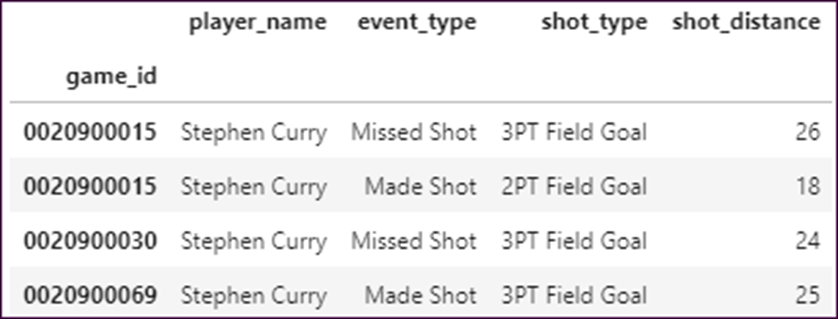 player_name event_type shot_type shot_distance
game_id
0020900015 Stephen Curry Missed Shot 3PT Field Goal 26
0020900015 Stephen Curry Made Shot 2PT Field Goal 18
0020900030 Stephen Curry Missed Shot 3PT Field Goal 24
0020900069 Stephen Curry Made Shot 3PT Field Goal 25